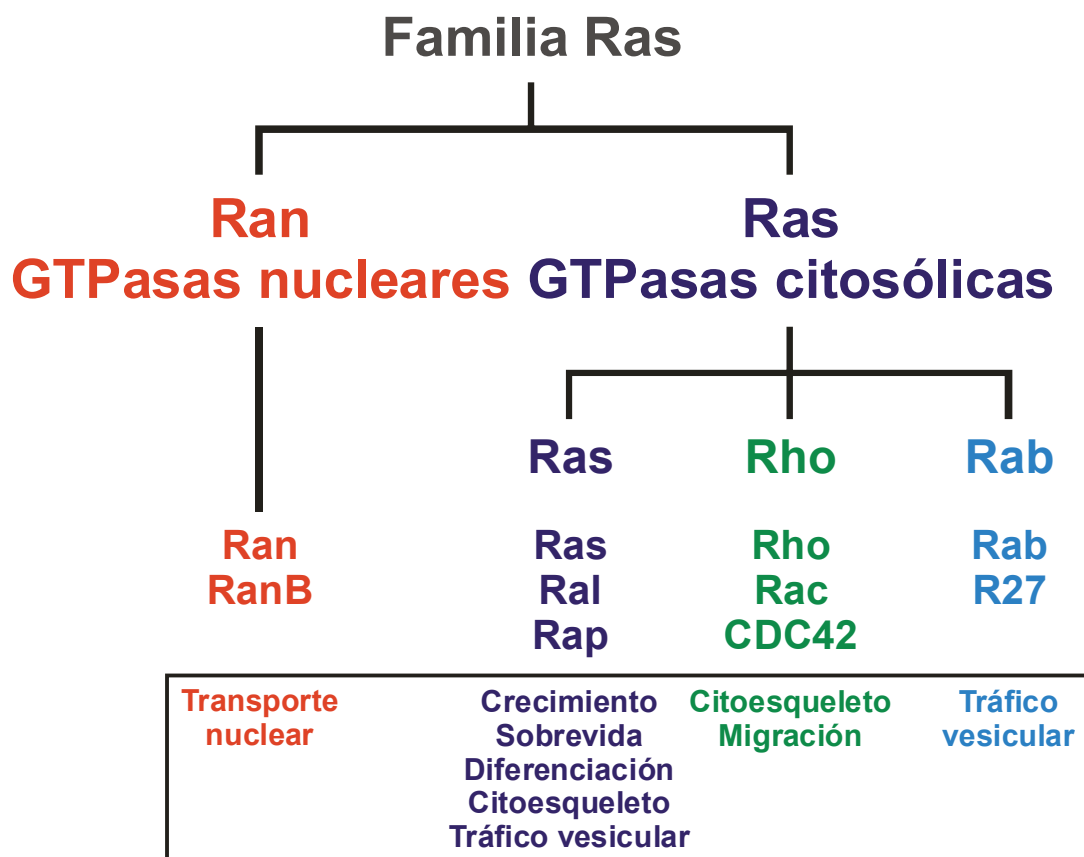 Familia Ras
Ran
GTPasas nucleares
Ras
GTPasas citosólicas
Ran
RanB
Ras
Ras
Ral
Rap
Rho
Rho
Rac
CDC42
Rab
Rab
R27
Transporte
nuclear
Crecimiento
Sobrevida
Diferenciación
Citoesqueleto
Tráfico vesicular
Citoesqueleto
Migración
Tráfico
vesicular